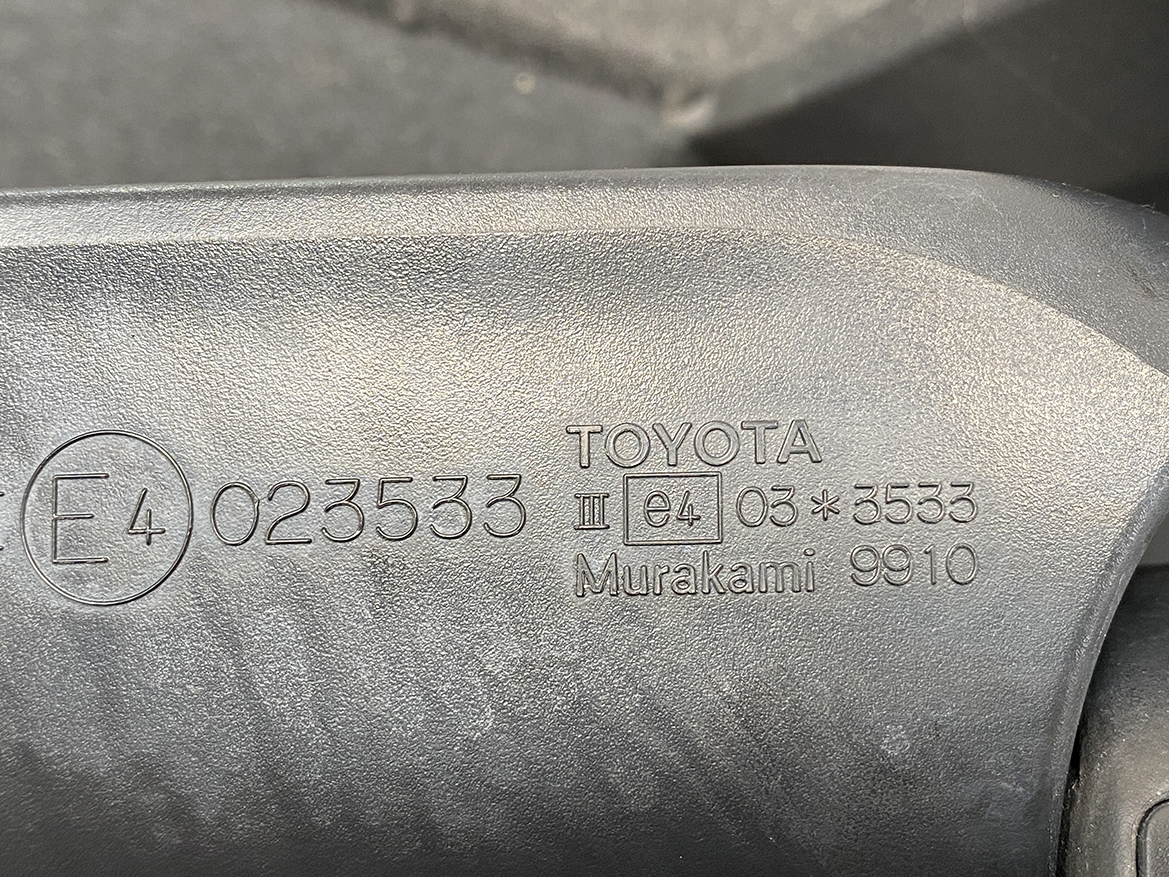 E4 023533
TOYOTA
III e4 03*3533
Murakami 9910